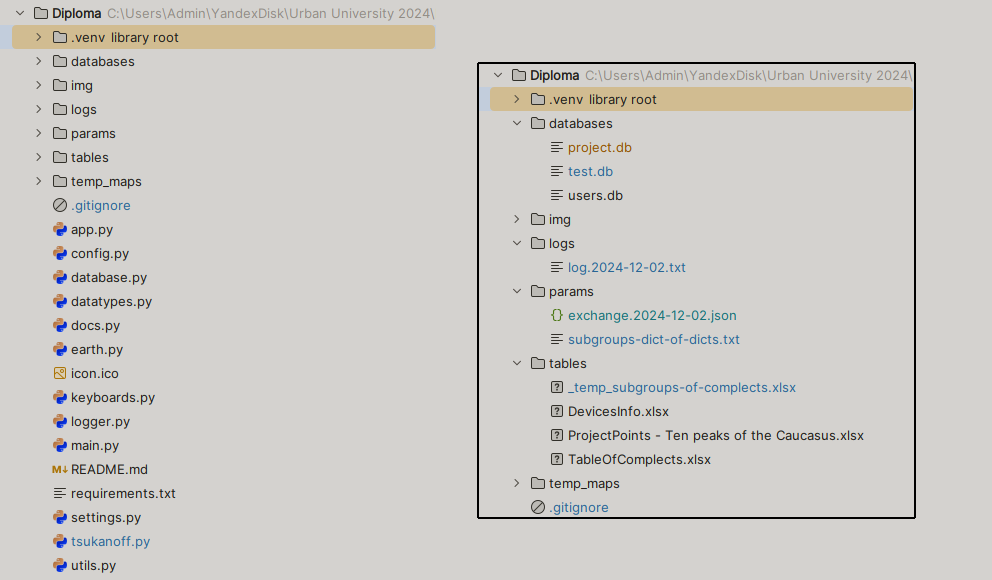 Diploma C:\Users\Admin\YandexDisk\Urban University 2024\
.venv library root
databases
img
logs
params
tables
temp_maps
.gitignore
app.py
config.py
database.py
datatypes.py
docs.py
earth.py
icon.ico
keyboards.py
logger.py
main.py
README.md
requirements.txt
settings.py
tsukanoff.py
utils.py
Diploma C:\Users\Admin\YandexDisk\Urban University 2024\
.venv library root
databases
project.db
test.db
users.db
img
logs
log.2024-12-02.txt
params
exchange.2024-12-02.json
subgroups-dict-of-dicts.txt
tables
_temp_subgroups-of-complects.xlsx
DevicesInfo.xlsx
ProjectPoints - Ten peaks of the Caucasus.xlsx
TableOfComplects.xlsx
temp_maps
.gitignore